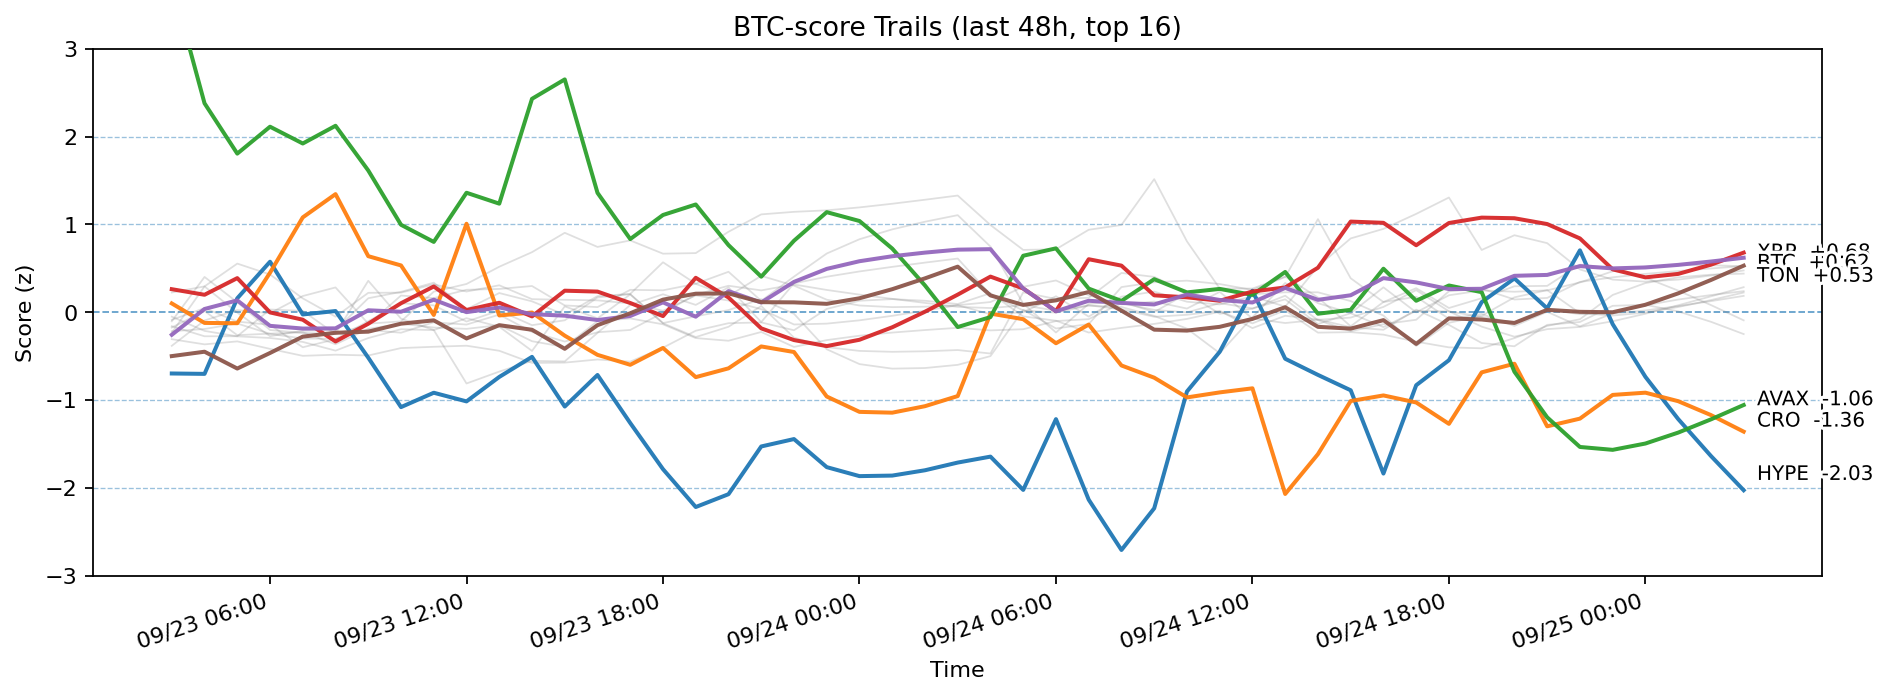 BTC-score Trails (last 48h, top 16)
Score (z)
3
2
1
0
−1
−2
−3
XRP +0.68
BTC +0.62
TON +0.53
AVAX -1.06
CRO -1.36
HYPE -2.03
09/23 06:00
09/23 12:00
09/23 18:00
09/24 00:00
09/24 06:00
09/24 12:00
09/24 18:00
09/25 00:00
Time